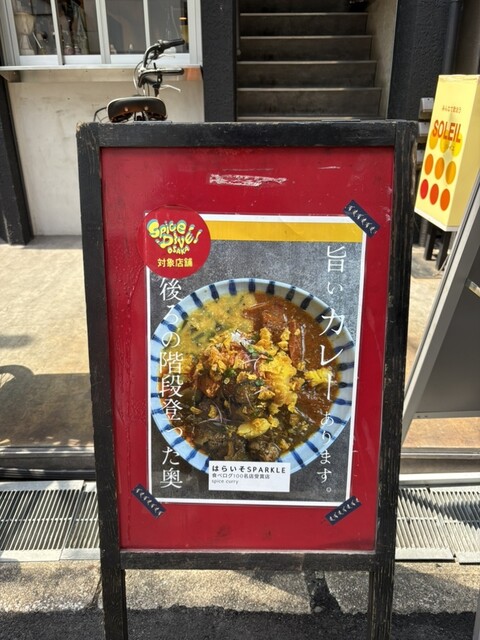 Spice
Dive!
OSAKA
対象店舗
旨いカレーあります。
後ろの階段登った奥
はらいそSPARKLE
食べログ100名店受賞店
spice curry
SOLEIL